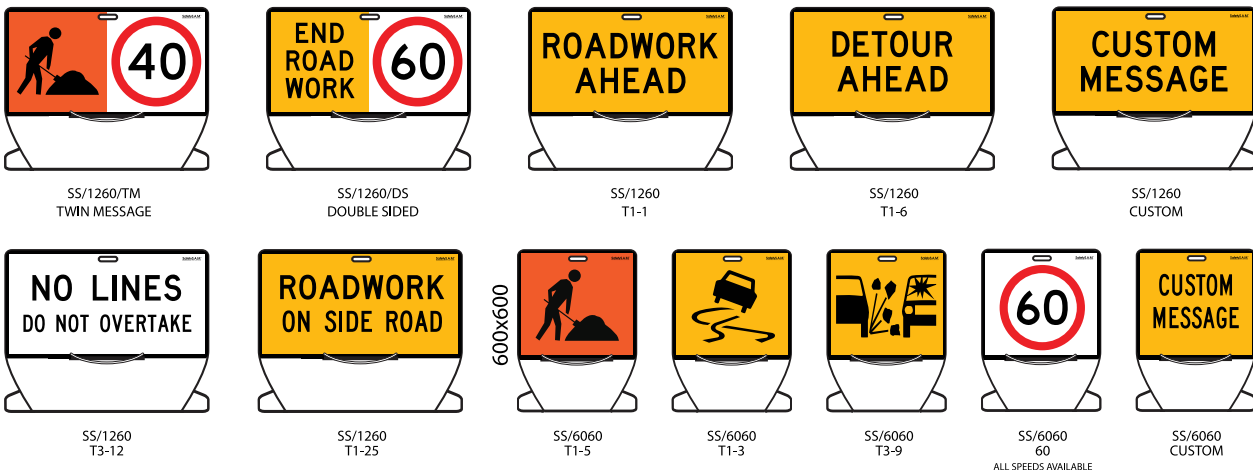 40
END
ROAD
WORK
60
ROADWORK
AHEAD
DETOUR
AHEAD
CUSTOM
MESSAGE
SS/1260/TM
TWIN MESSAGE
SS/1260/DS
DOUBLE SIDED
SS/1260
T1-1
SS/1260
T1-6
SS/1260
CUSTOM
NO LINES
DO NOT OVERTAKE
ROADWORK
ON SIDE ROAD
600x600
60
CUSTOM
MESSAGE
SS/1260
T3-12
SS/1260
T1-25
SS/6060
T1-5
SS/6060
T1-3
SS/6060
T3-9
SS/6060
60
ALL SPEEDS AVAILABLE
SS/6060
CUSTOM